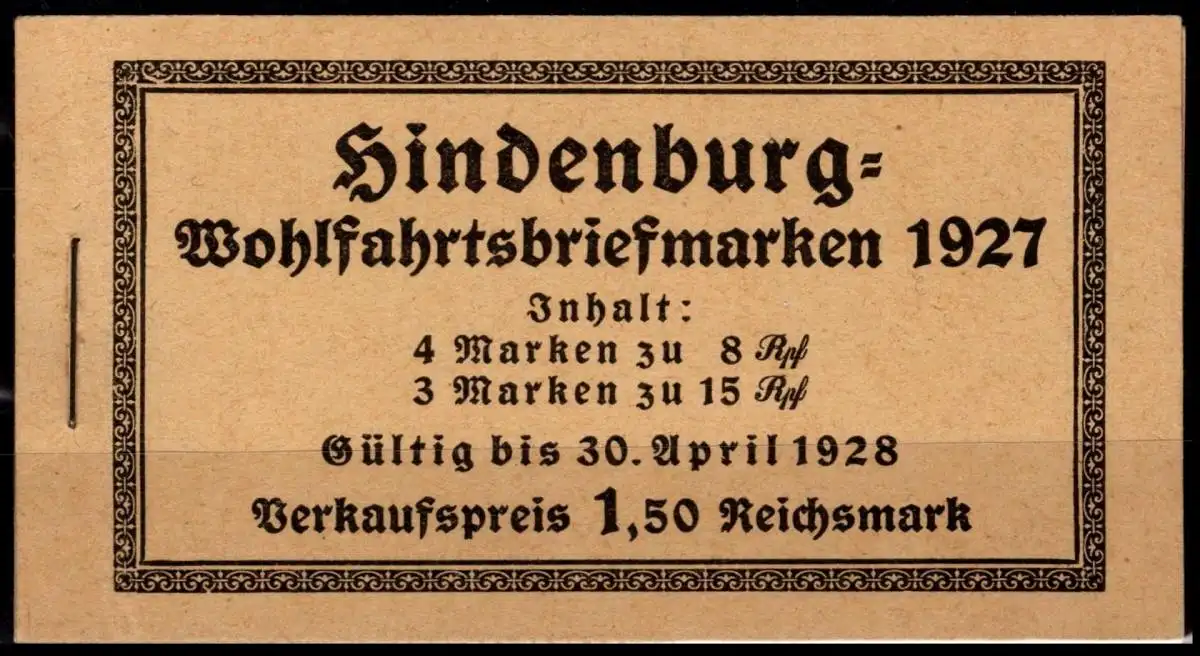 Hindenburg-
Wohlfahrtsbriefmarken 1927
Inhalt:
4 Marken zu 8 Rpf
3 Marken zu 15 Rpf
Gültig bis 30. April 1928
Verkaufspreis 1,50 Reichsmark